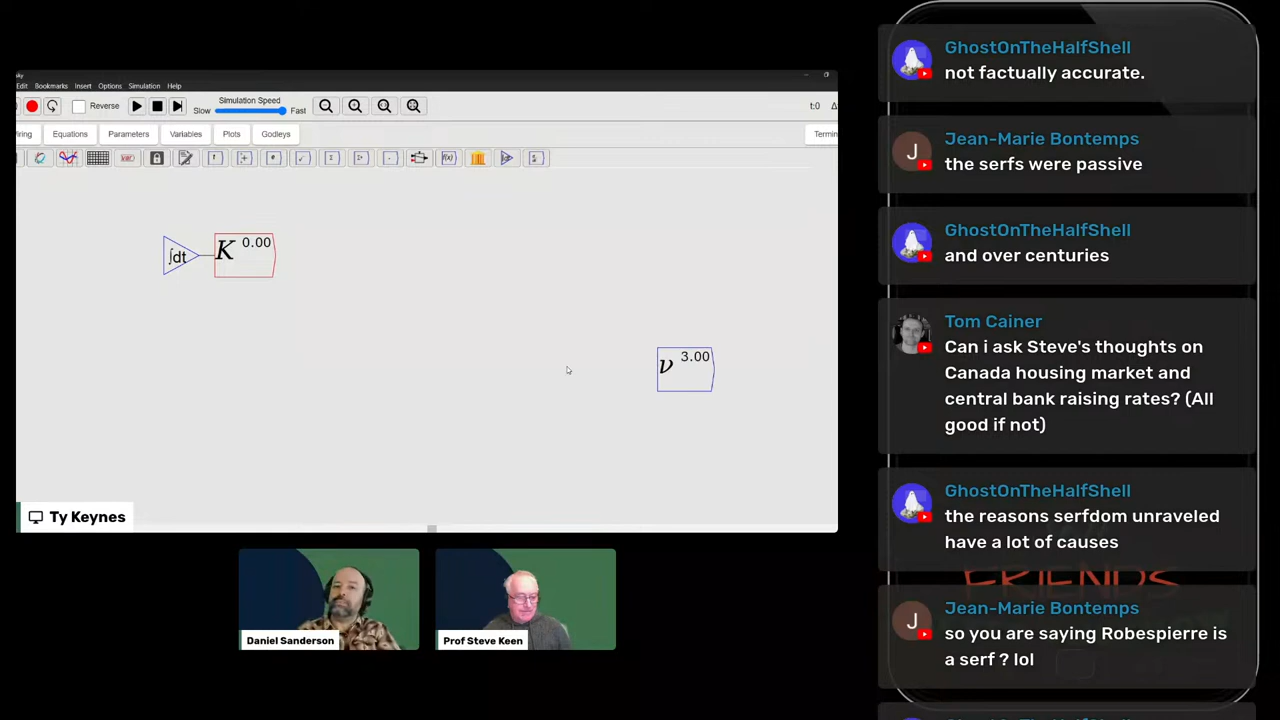 ky
Edit Bookmarks Insert Options Simulation Help
Reverse
Simulation Speed
Slow
Fast
t:0
Equations Parameters Variables Plots Godleys
var
f(x)
∫dt K 0.00
ν 3.00
Ty Keynes
Daniel Sanderson
Prof Steve Keen
GhostOnTheHalfShell
not factually accurate.
J
Jean-Marie Bontemps
the serfs were passive
GhostOnTheHalfShell
and over centuries
Tom Cainer
Can i ask Steve's thoughts on
Canada housing market and
central bank raising rates? (All
good if not)
GhostOnTheHalfShell
the reasons serfdom unraveled
have a lot of causes
FRIENDS
J
Jean-Marie Bontemps
so you are saying Robespierre is
a serf ? lol